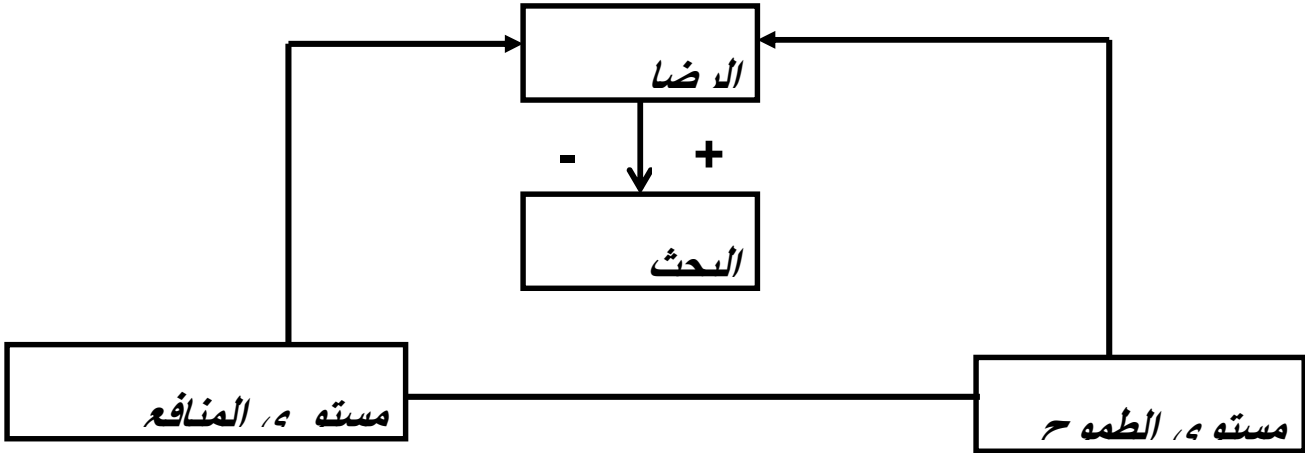 الرضا
- +
البحث
مستوى المنافع
مستوى الطموح